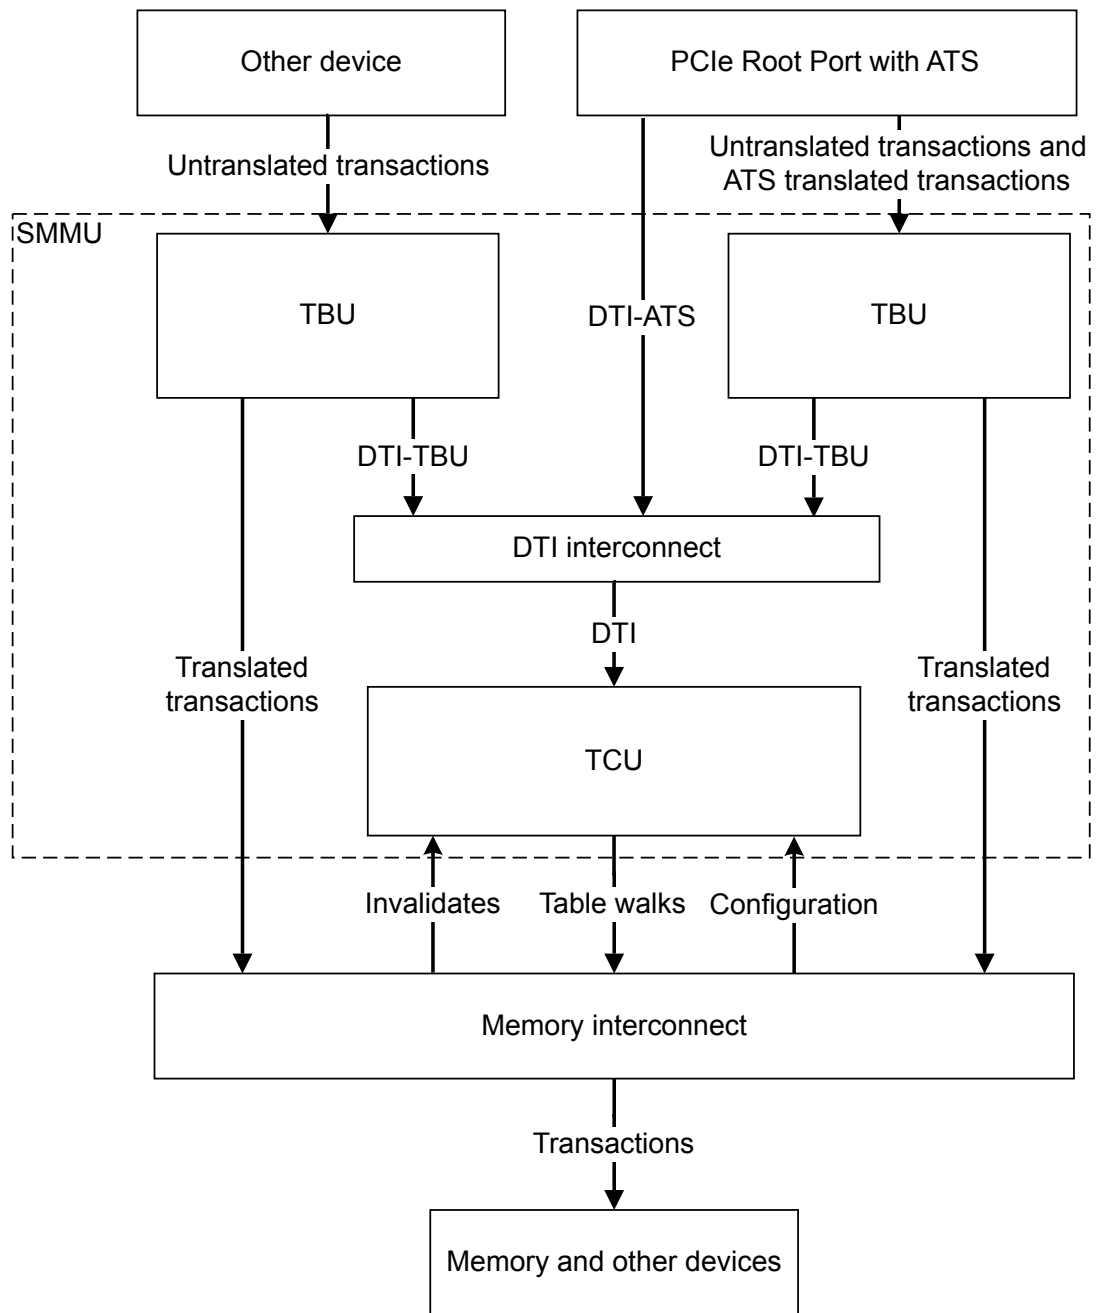 Other device
PCIe Root Port with ATS
Untranslated transactions
Untranslated transactions and
ATS translated transactions
SMMU
TBU
DTI-ATS
TBU
DTI-TBU
DTI-TBU
DTI interconnect
DTI
Translated
transactions
Translated
transactions
TCU
Invalidates
Table walks
Configuration
Memory interconnect
Transactions
Memory and other devices